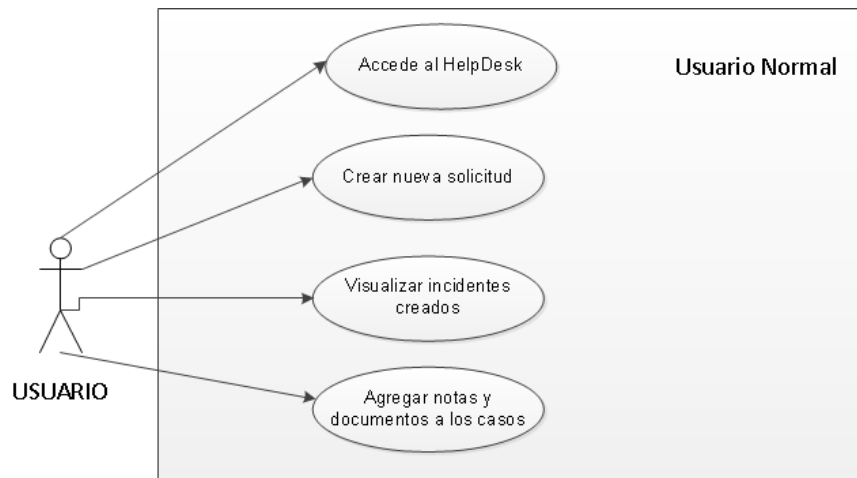 Accede al HelpDesk
Usuario Normal
Crear nueva solicitud
Visualizar incidentes
creados
USUARIO
Agregar notas y
documentos a los casos